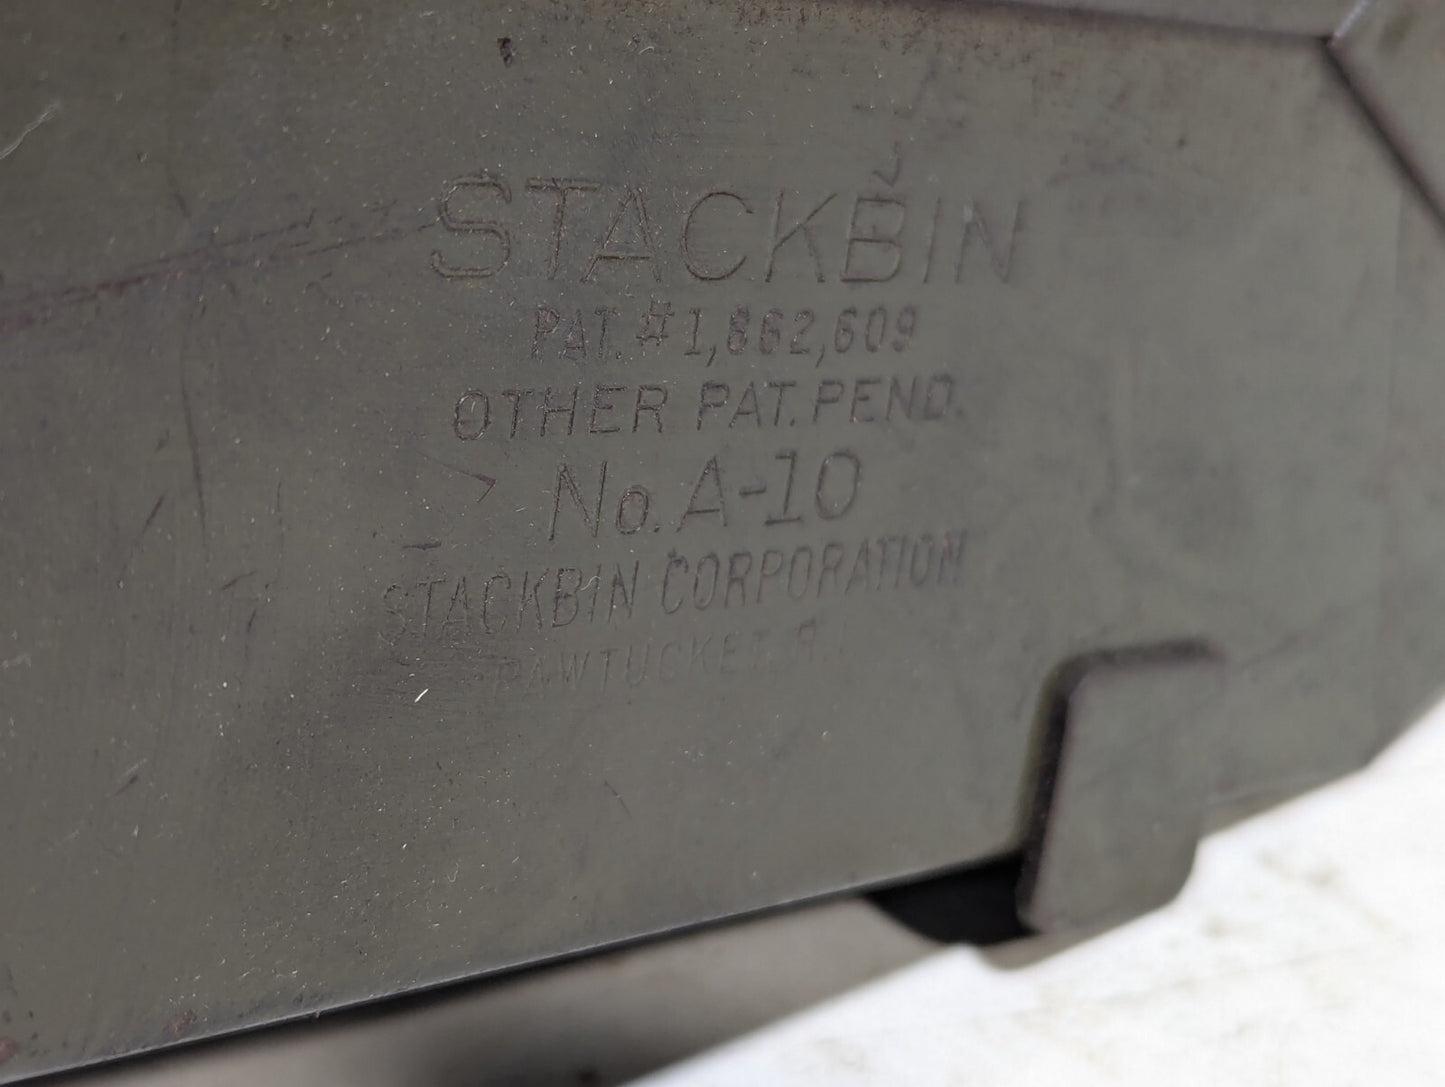 STACKBIN
PAT. #1,862,609
OTHER PAT. PEND.
No. A-10
STACKBIN CORPORATION
PAWTUCKET, R.I.